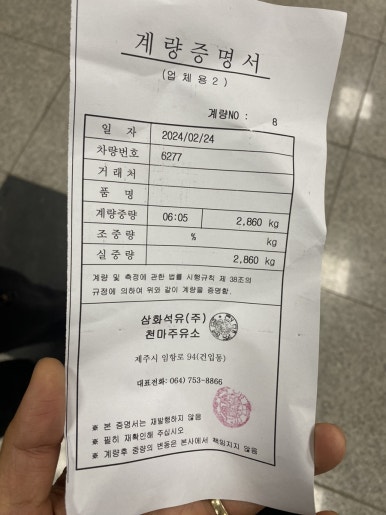 계량증명서
(업체용2)
계량NO : 8
일 자 2024/02/24
차량번호 6277
거래처
품 명
계량중량 06:05 2,860 kg
조중량 % kg
실중량 2,860 kg
계량 및 측정에 관한 법률 시행규칙 제 38조의
규정에 의하여 위와 같이 계량을 증명함.
삼화석유(주)
천마주유소
제주시 임항로 94(건입동)
대표전화: 064) 753-8866
※ 본 증명서는 재발행하지 않음
※ 필히 재확인해 주십시오
※ 계량후 중량의 변동은 본사에서 책임지지 않음